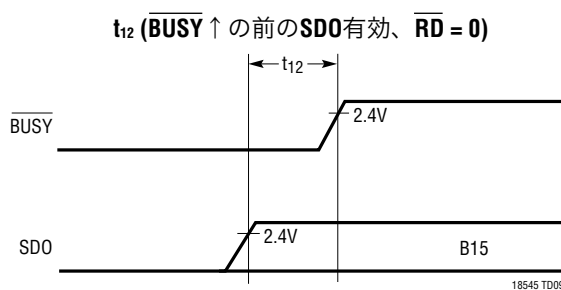 t₁₂ (BUSY ↑ の前のSDO有効、RD = 0)
t₁₂
BUSY
2.4V
SDO
2.4V
B15
18545 TD09